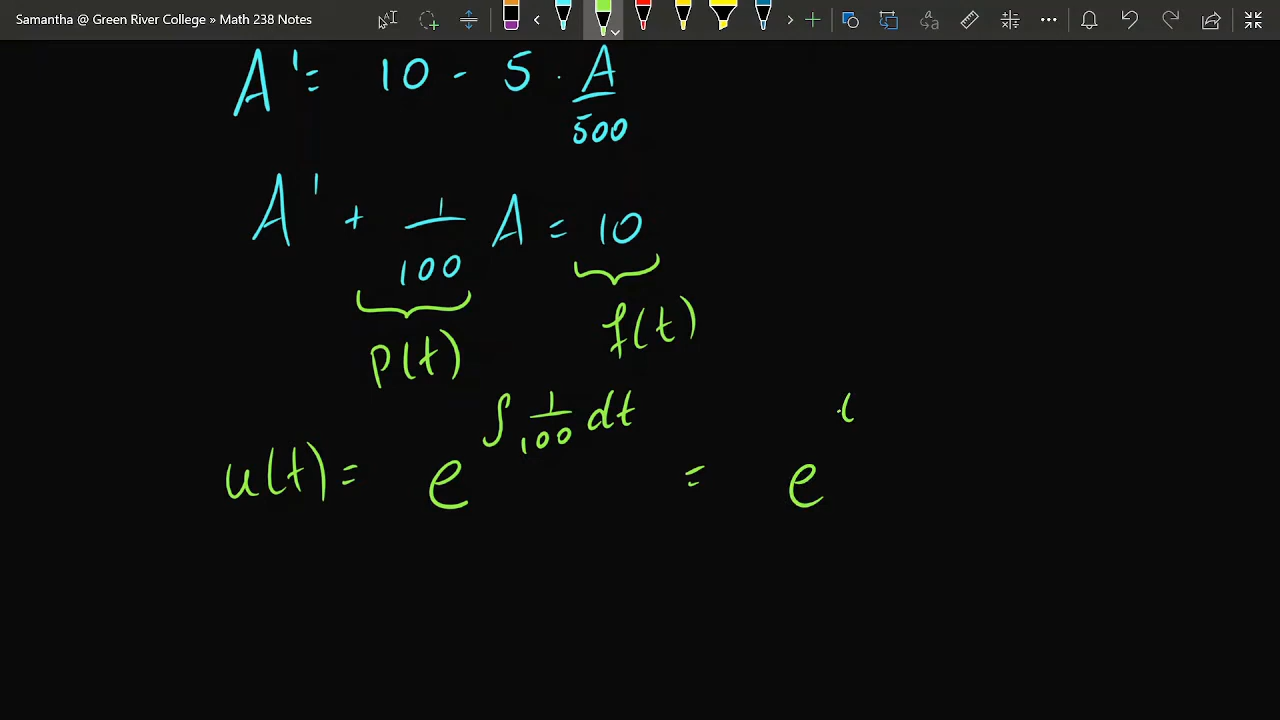 Samantha @ Green River College » Math 238 Notes
A' = 10 - 5 · A/500
A' + 1/100 A = 10
p(t) f(t)
u(t) = e^∫ 1/100 dt = e